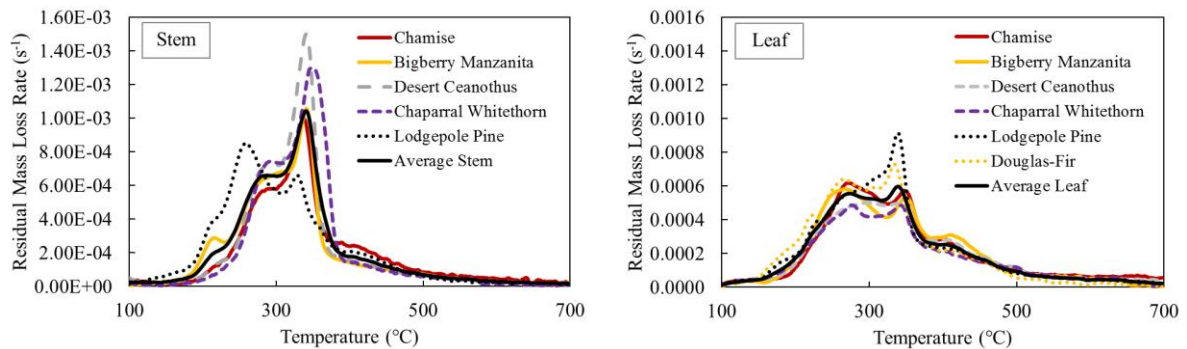 1.60E-03
1.40E-03
1.20E-03
1.00E-03
8.00E-04
6.00E-04
4.00E-04
2.00E-04
0.00E+00
Residual Mass Loss Rate (s⁻¹)
Stem
Chamise
Bigberry Manzanita
Desert Ceanothus
Chaparral Whitethorn
Lodgepole Pine
Average Stem
100 300 500 700
Temperature (°C)
0.0016
0.0014
0.0012
0.0010
0.0008
0.0006
0.0004
0.0002
0.0000
Residual Mass Loss Rate (s⁻¹)
Leaf
Chamise
Bigberry Manzanita
Desert Ceanothus
Chaparral Whitethorn
Lodgepole Pine
Douglas-Fir
Average Leaf
100 300 500 700
Temperature (°C)